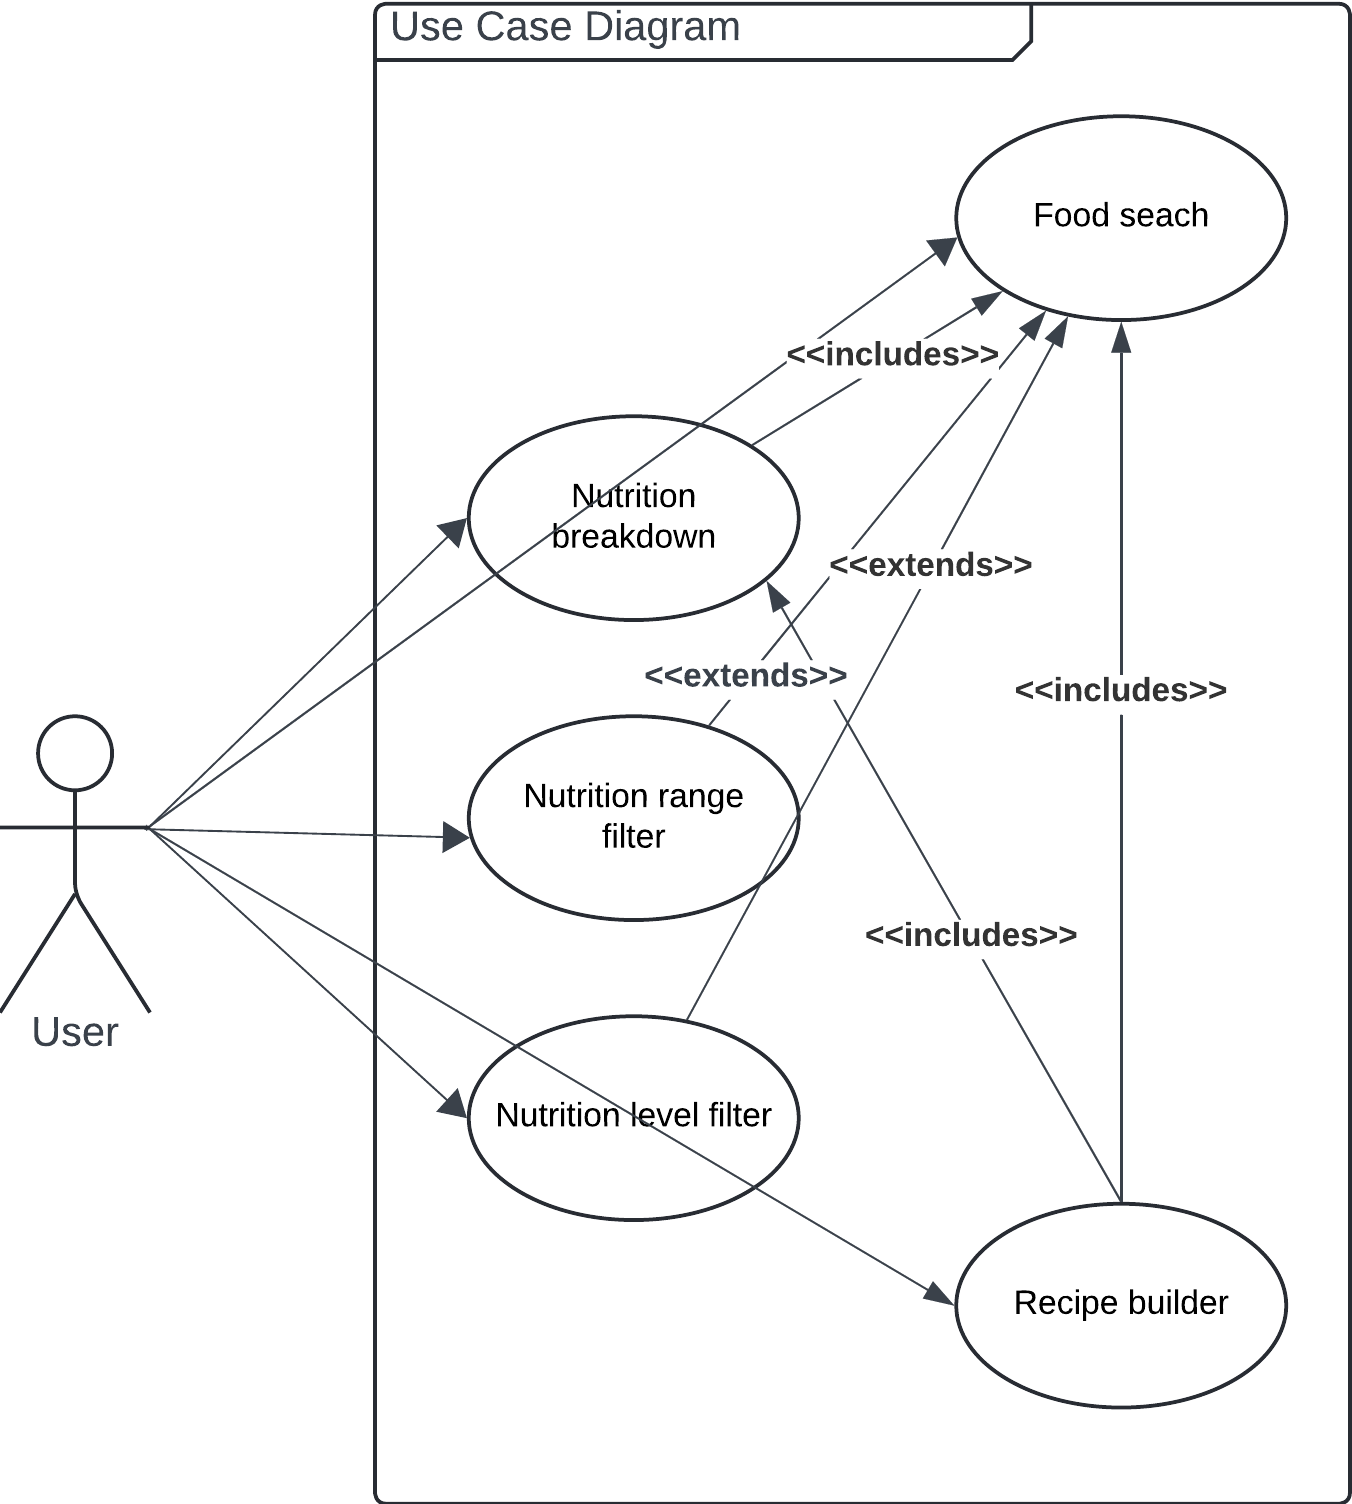 Use Case Diagram
Food seach
<<includes>>
Nutrition
breakdown
<<extends>>
<<extends>>
<<includes>>
Nutrition range
filter
<<includes>>
User
Nutrition level filter
Recipe builder